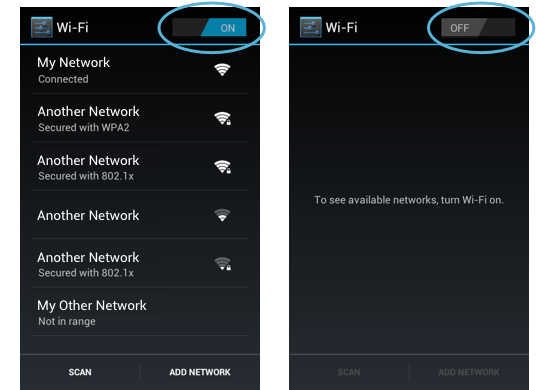 Wi-Fi
ON
My Network
Connected
Another Network
Secured with WPA2
Another Network
Secured with 802.1x
Another Network
Another Network
Secured with 802.1x
My Other Network
Not in range
SCAN
ADD NETWORK
Wi-Fi
OFF
To see available networks, turn Wi-Fi on.
SCAN
ADD NETWORK